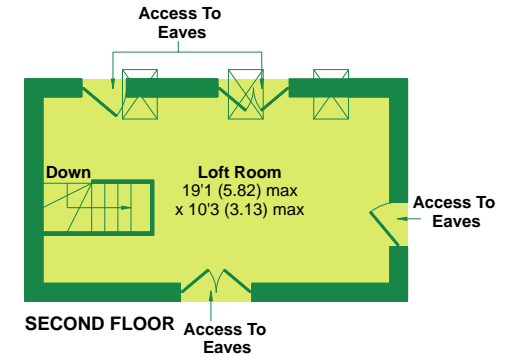 Access To
Eaves
Down
Loft Room
19'1 (5.82) max
x 10'3 (3.13) max
Access To
Eaves
SECOND FLOOR
Access To
Eaves